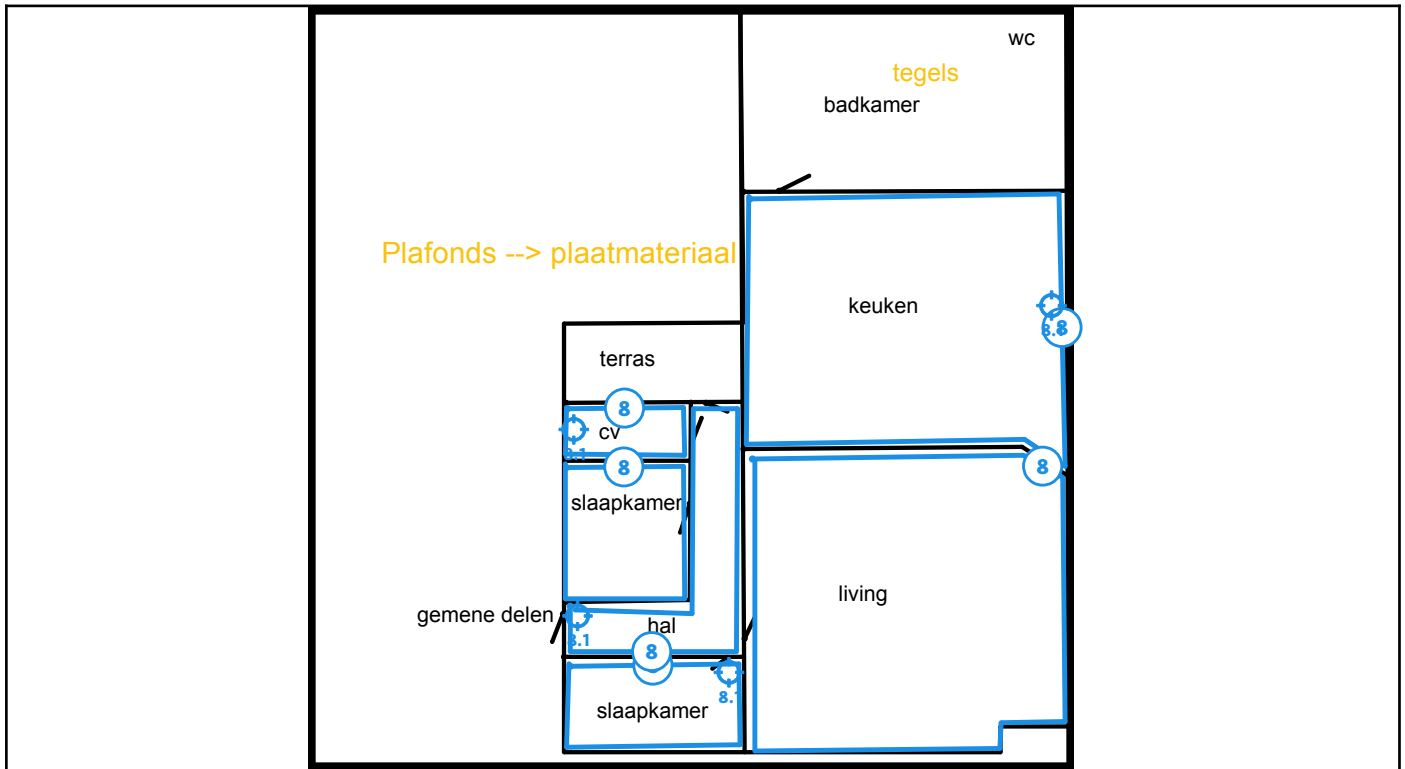 wc
tegels
badkamer
Plafonds --> plaatmateriaal
keuken
8
terras
8
cv
8
8
slaapkamer
living
gemene delen
hal
8
slaapkamer